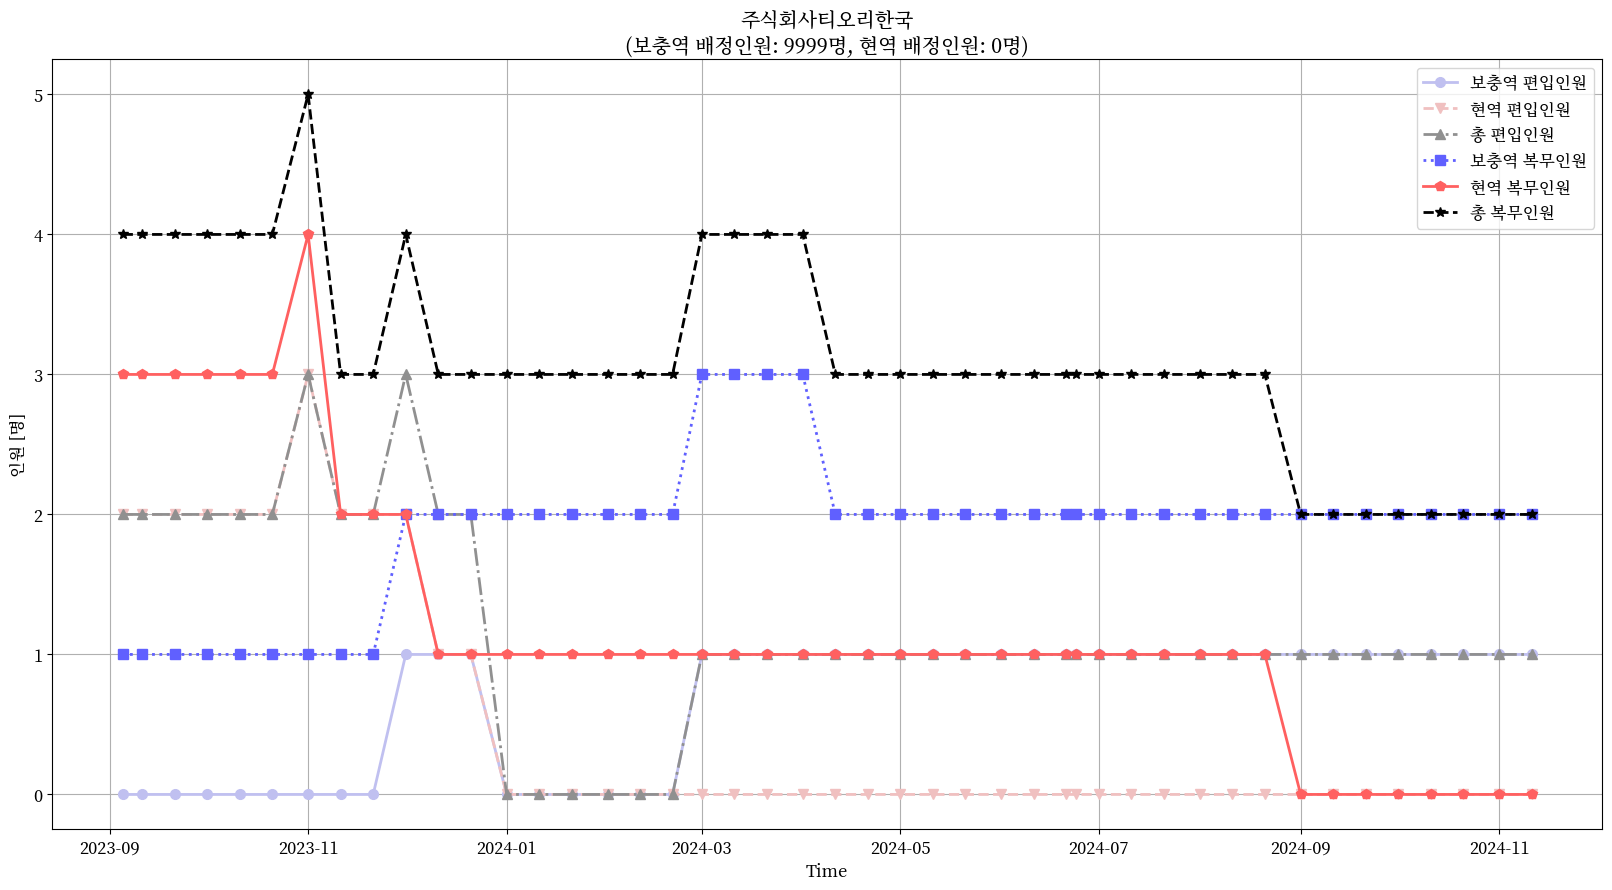 주식회사티오리한국
(보충역 배정인원: 9999명, 현역 배정인원: 0명)
보충역 편입인원
현역 편입인원
총 편입인원
보충역 복무인원
현역 복무인원
총 복무인원
인원 [명]
5
4
3
2
1
0
2023-09
2023-11
2024-01
2024-03
2024-05
2024-07
2024-09
2024-11
Time